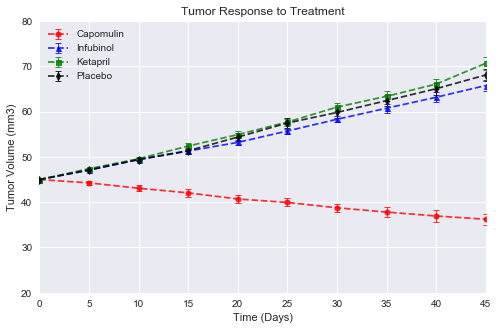 Tumor Response to Treatment
Capomulin
Infubinol
Ketapril
Placebo
80
70
60
50
40
30
20
Tumor Volume (mm3)
0 5 10 15 20 25 30 35 40 45
Time (Days)